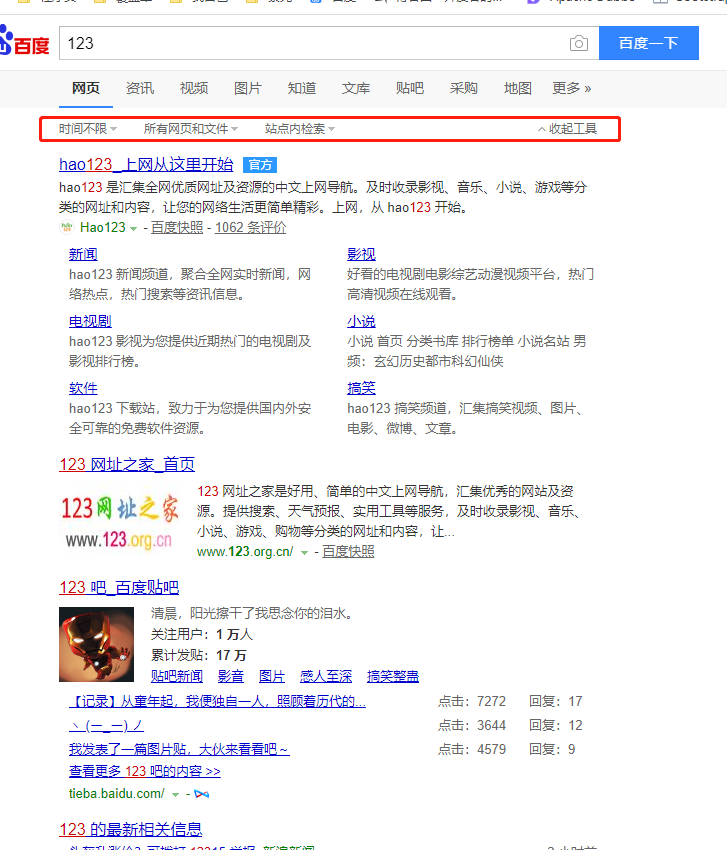 百度
123
百度一下
网页 资讯 视频 图片 知道 文库 贴吧 采购 地图 更多 »
时间不限 所有网页和文件 站点内检索 收起工具
hao123_上网从这里开始 官方
hao123 是汇集全网优质网址及资源的中文上网导航。及时收录影视、音乐、小说、游戏等分
类的网址和内容，让您的网络生活更简单精彩。上网，从 hao123 开始。
Hao123 - 百度快照 - 1062 条评价
新闻 影视
hao123 新闻频道，聚合全网实时新闻，网 好看的电视剧电影综艺动漫视频平台，热门
络热点，热门搜索等资讯信息。 高清视频在线观看。
电视剧 小说
hao123 影视为您提供近期热门的电视剧及 小说 首页 分类书库 排行榜单 小说名站 男
影视排行榜。 频：玄幻历史都市科幻仙侠
软件 搞笑
hao123 下载站，致力于为您提供国内外安 hao123 搞笑频道，汇集搞笑视频、图片、
全可靠的免费软件资源。 电影、微博、文章。
123 网址之家_首页
123网址之家
www.123.org.cn
123 网址之家是好用、简单的中文上网导航，汇集优秀的网站及资
源。提供搜索、天气预报、实用工具等服务，及时收录影视、音乐、
小说、游戏、购物等分类的网址和内容，让...
www.123.org.cn/ - 百度快照
123 吧_百度贴吧
清晨，阳光擦干了我思念你的泪水。
关注用户：1 万人
累计发贴：17 万
贴吧新闻 影音 图片 感人至深 搞笑整蛊
【记录】从童年起，我便独自一人，照顾着历代的... 点击：7272 回复：17
丶(一_一) ノ 点击：3644 回复：12
我发表了一篇图片贴，大伙来看看吧～ 点击：4579 回复：9
查看更多 123 吧的内容 >>
tieba.baidu.com/ -
123 的最新相关信息